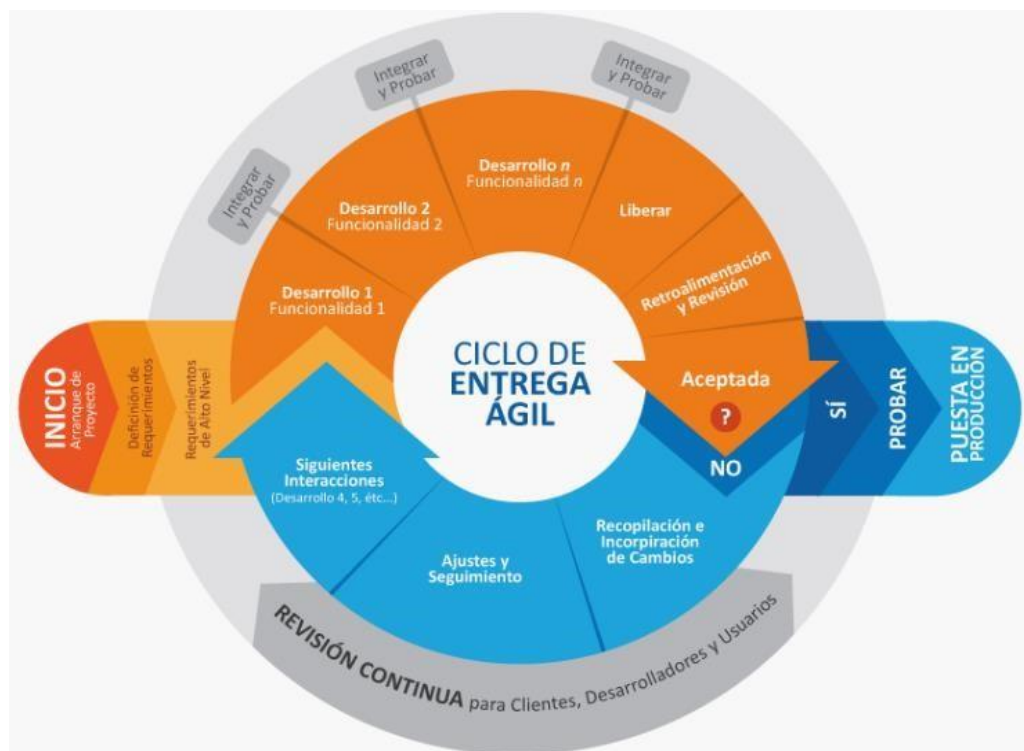 INICIO
Arranque de
Proyecto
Definición de
Requerimientos
Requerimientos
de Alto Nivel
Desarrollo 1
Funcionalidad 1
Integrar
y Probar
Desarrollo 2
Funcionalidad 2
Integrar
y Probar
Desarrollo n
Funcionalidad n
Integrar
y Probar
Liberar
Retroalimentación
y Revisión
Aceptada
?
NO
SÍ
PROBAR
PUESTA EN
PRODUCCIÓN
Recopilación e
Incorpiración
de Cambios
Ajustes y
Seguimiento
Siguientes
Interacciones
(Desarrollo 4, 5, étc...)
CICLO DE
ENTREGA
ÁGIL
REVISIÓN CONTINUA para Clientes, Desarrolladores y Usuarios